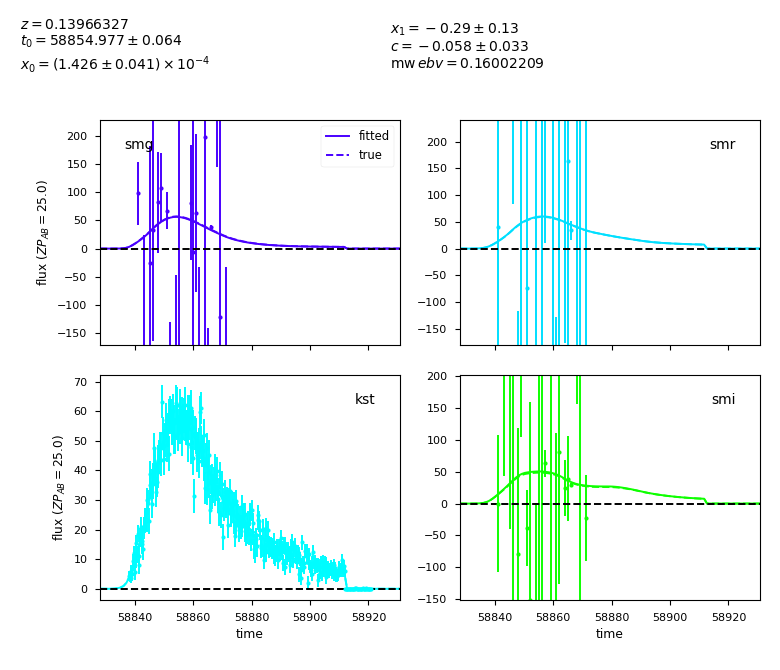 z = 0.13966327
t₀ = 58854.977 ± 0.064
x₀ = (1.426 ± 0.041) × 10⁻⁴
x₁ = −0.29 ± 0.13
c = −0.058 ± 0.033
mw ebv = 0.16002209
smg
fitted
true
200
150
100
50
0
−50
−100
−150
flux (ZP_AB = 25.0)
smr
200
150
100
50
0
−50
−100
−150
kst
70
60
50
40
30
20
10
0
flux (ZP_AB = 25.0)
58840 58860 58880 58900 58920
time
smi
200
150
100
50
0
−50
−100
−150
58840 58860 58880 58900 58920
time